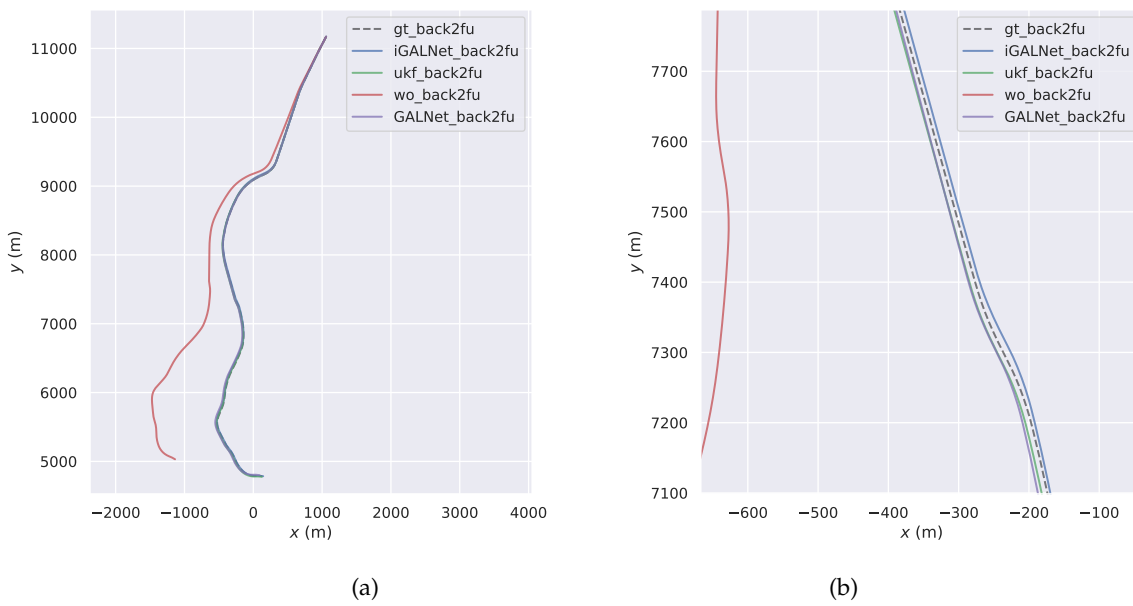 gt_back2fu
iGALNet_back2fu
ukf_back2fu
wo_back2fu
GALNet_back2fu
11000
10000
9000
8000
7000
6000
5000
y (m)
−2000 −1000 0 1000 2000 3000 4000
x (m)
(a)
gt_back2fu
iGALNet_back2fu
ukf_back2fu
wo_back2fu
GALNet_back2fu
7700
7600
7500
7400
7300
7200
7100
y (m)
−600 −500 −400 −300 −200 −100
x (m)
(b)